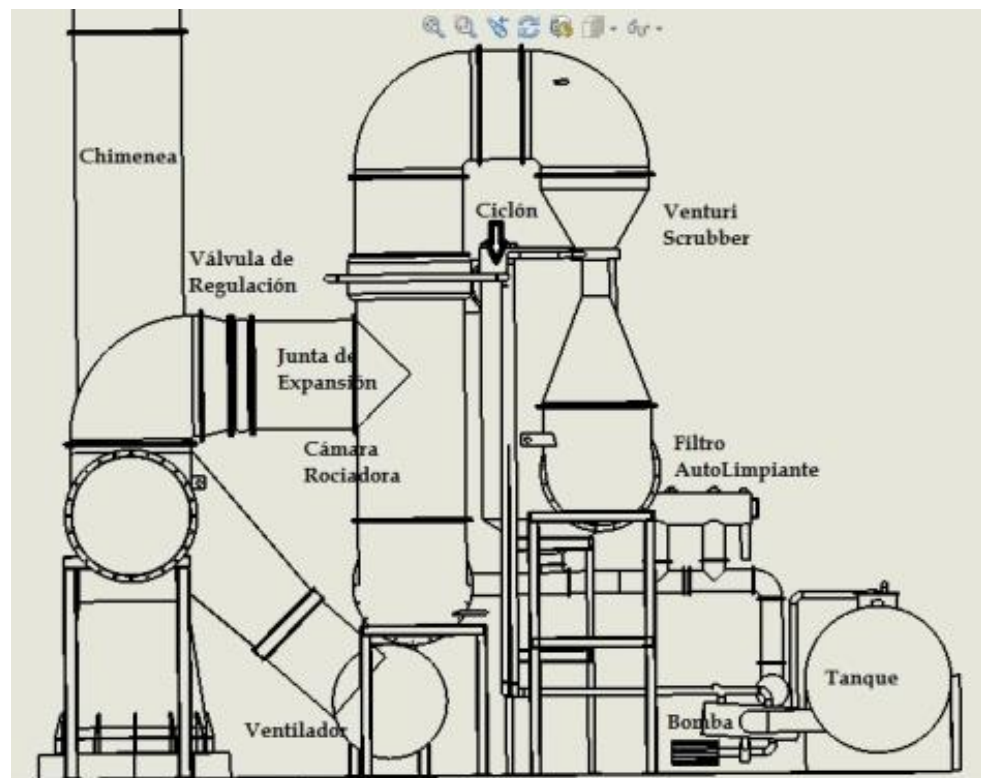 Chimenea
Ciclón
Venturi
Scrubber
Válvula de
Regulación
Junta de
Expansión
Cámara
Rociadora
Filtro
AutoLimpiante
Tanque
Bomba
Ventilador